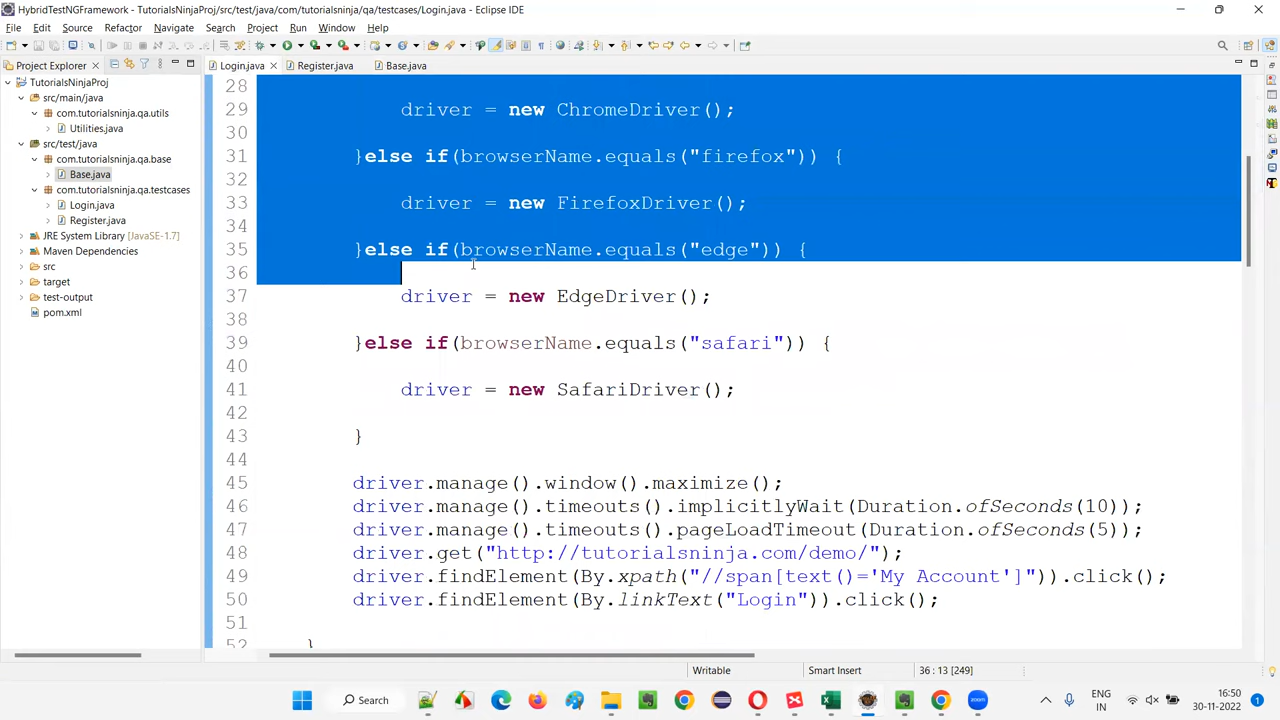 HybridTestNGFramework - TutorialsNinjaProj/src/test/java/com/tutorialsninja/qa/testcases/Login.java - Eclipse IDE
File Edit Source Refactor Navigate Search Project Run Window Help
Project Explorer
Login.java Register.java Base.java
TutorialsNinjaProj
src/main/java
com.tutorialsninja.qa.utils
Utilities.java
src/test/java
com.tutorialsninja.qa.base
Base.java
com.tutorialsninja.qa.testcases
Login.java
Register.java
JRE System Library [JavaSE-1.7]
Maven Dependencies
src
target
test-output
pom.xml
28
29 driver = new ChromeDriver();
30
31 }else if(browserName.equals("firefox")) {
32
33 driver = new FirefoxDriver();
34
35 }else if(browserName.equals("edge")) {
36
37 driver = new EdgeDriver();
38
39 }else if(browserName.equals("safari")) {
40
41 driver = new SafariDriver();
42
43 }
44
45 driver.manage().window().maximize();
46 driver.manage().timeouts().implicitlyWait(Duration.ofSeconds(10));
47 driver.manage().timeouts().pageLoadTimeout(Duration.ofSeconds(5));
48 driver.get("http://tutorialsninja.com/demo/");
49 driver.findElement(By.xpath("//span[text()='My Account']")).click();
50 driver.findElement(By.linkText("Login")).click();
51
52 }
Writable Smart Insert 36 : 13 [249]
Search
zoom
ENG
IN
16:50
30-11-2022
1